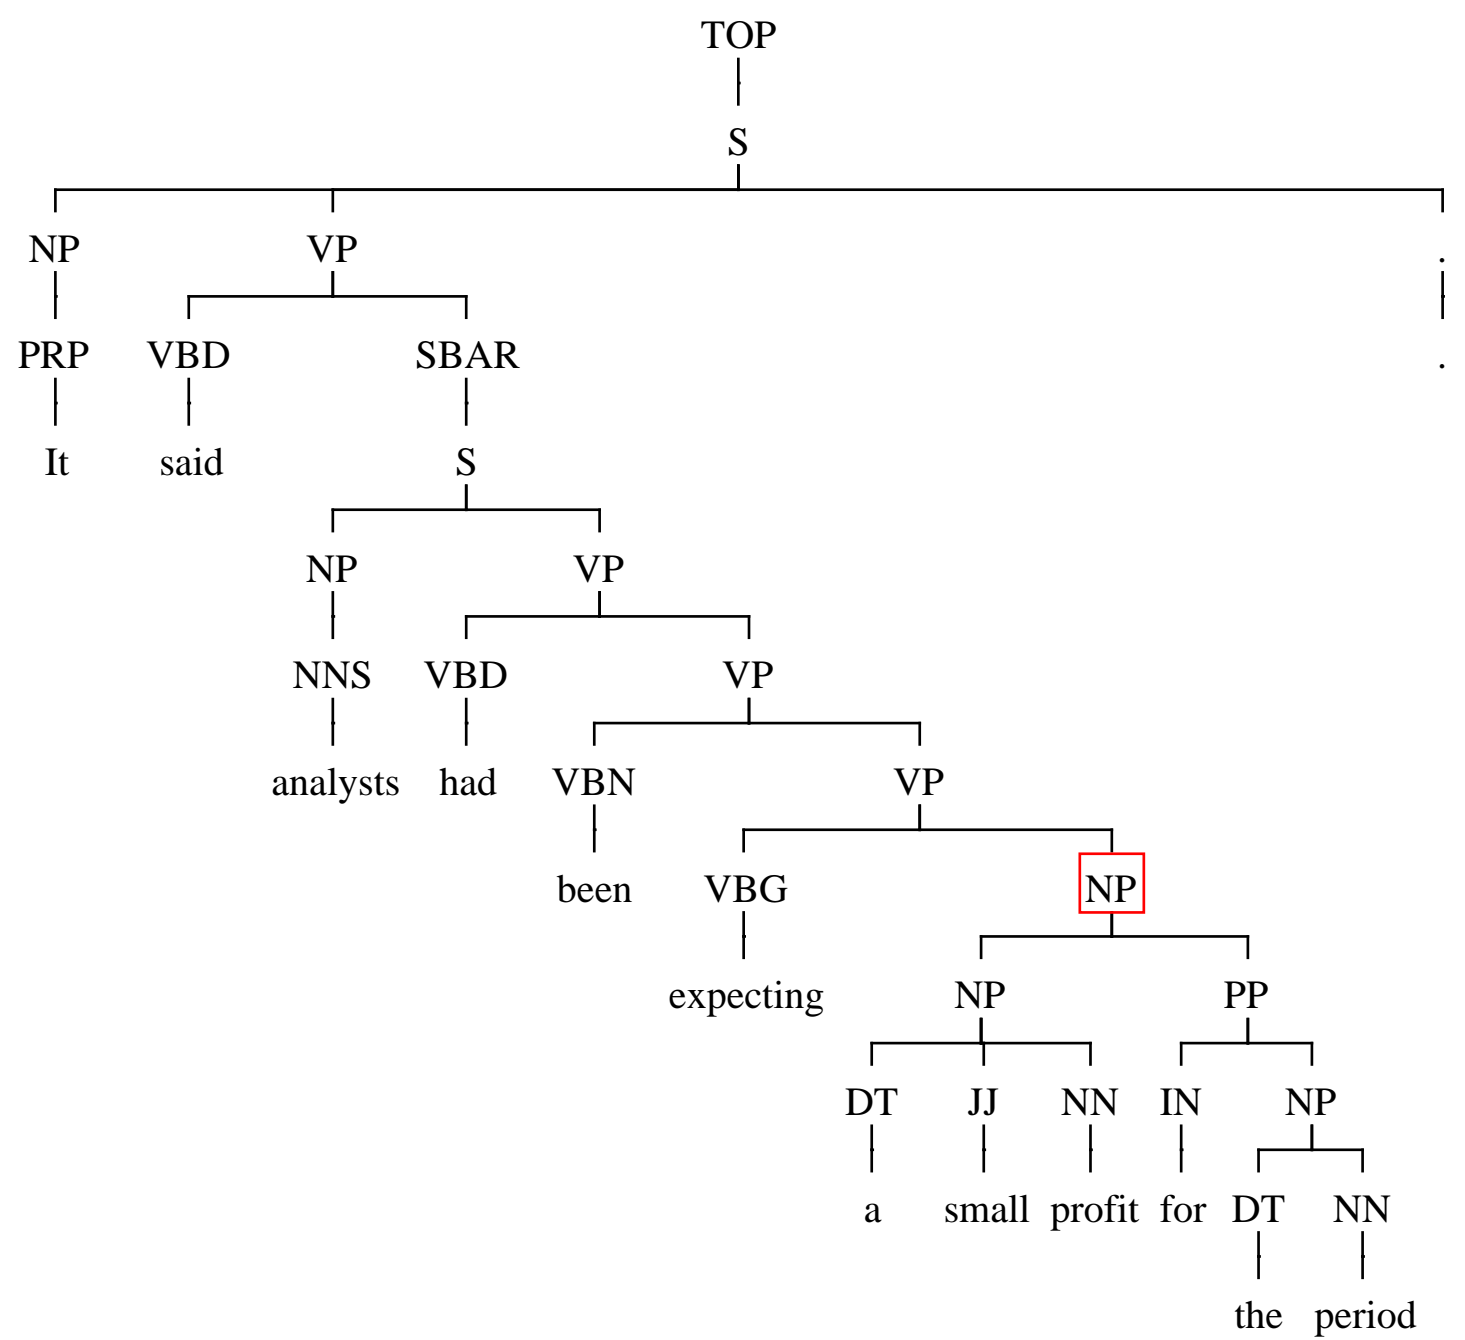 TOP
S
NP VP .
PRP VBD SBAR .
It said S
NP VP
NNS VBD VP
analysts had VBN VP
been VBG NP
expecting NP PP
DT JJ NN IN NP
a small profit for DT NN
the period